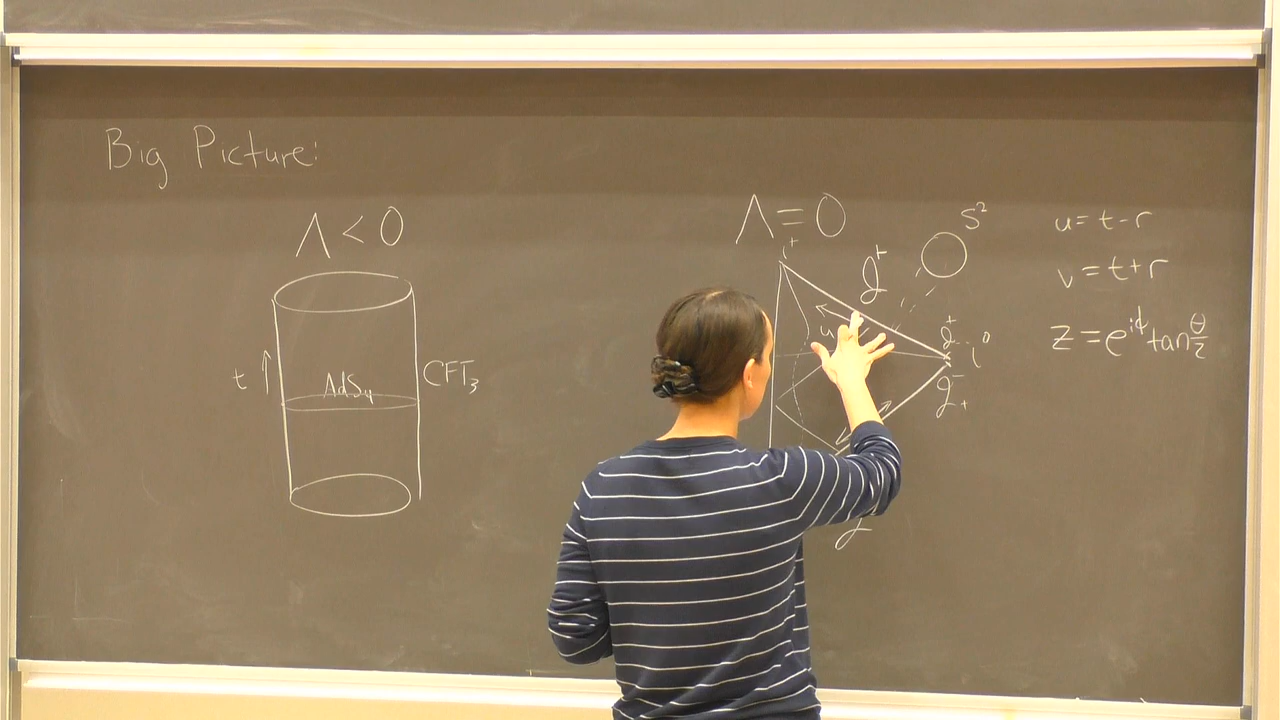 Big Picture:
Λ < 0
t ↑
AdS₄
CFT₃
Λ = 0
i⁺
𝓘⁺
S²
u
𝓘⁺₋
i⁰
𝓘⁻₊
u = t - r
v = t + r
z = e^{iϕ} tan θ/2